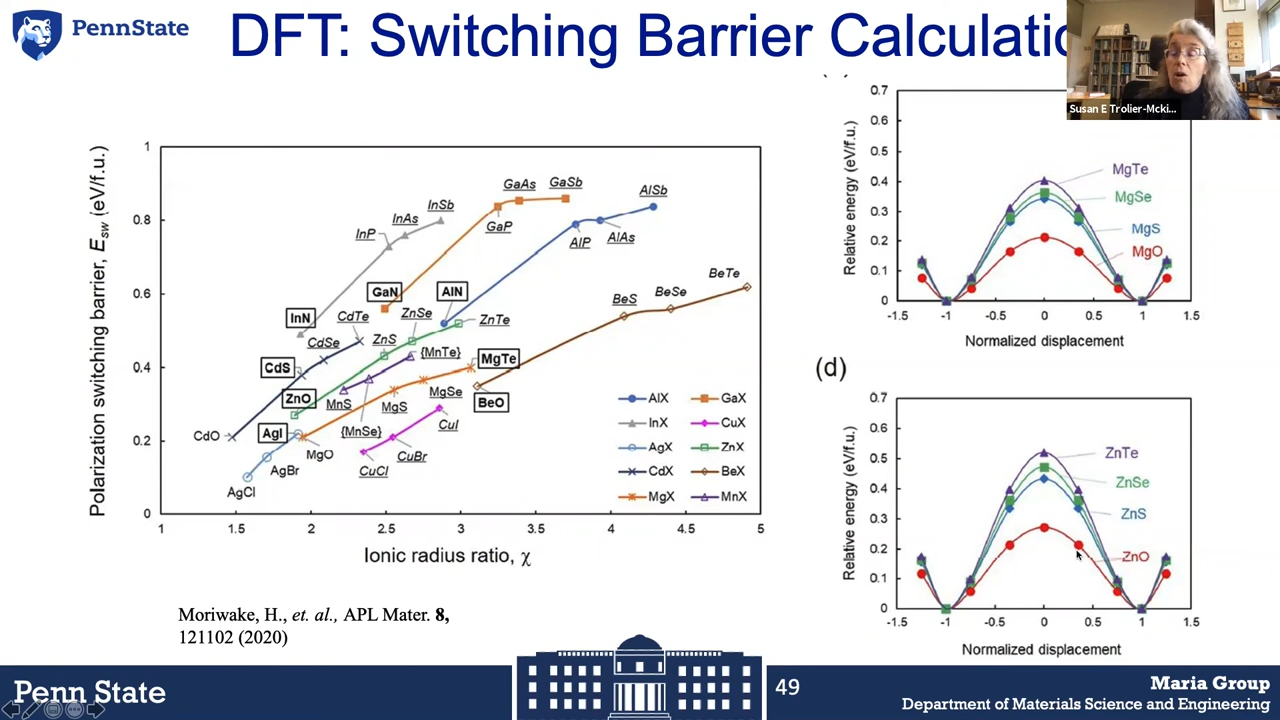 PennState
DFT: Switching Barrier Calculatio
Susan E Trolier-Mcki...
Polarization switching barrier, E_sw (eV/f.u.)
1
0.8
0.6
0.4
0.2
0
1
1.5
2
2.5
3
3.5
4
4.5
5
Ionic radius ratio, χ
InSb
InAs
InP
InN
GaSb
GaAs
GaP
GaN
AlSb
AlP
AlAs
AlN
BeTe
BeSe
BeS
BeO
CdTe
CdSe
CdS
CdO
ZnTe
ZnSe
ZnS
ZnO
{MnTe}
{MnSe}
MnS
MgTe
MgSe
MgS
MgO
AgI
AgBr
AgCl
CuI
CuBr
CuCl
AlX
GaX
InX
CuX
AgX
ZnX
CdX
BeX
MgX
MnX
Relative energy (eV/f.u.)
0.7
0.6
0.5
0.4
0.3
0.2
0.1
0
-1.5
-1
-0.5
0
0.5
1
1.5
Normalized displacement
MgTe
MgSe
MgS
MgO
(d)
Relative energy (eV/f.u.)
0.7
0.6
0.5
0.4
0.3
0.2
0.1
0
-1.5
-1
-0.5
0
0.5
1
1.5
Normalized displacement
ZnTe
ZnSe
ZnS
ZnO
Moriwake, H., et. al., APL Mater. 8,
121102 (2020)
Penn State
49
Maria Group
Department of Materials Science and Engineering